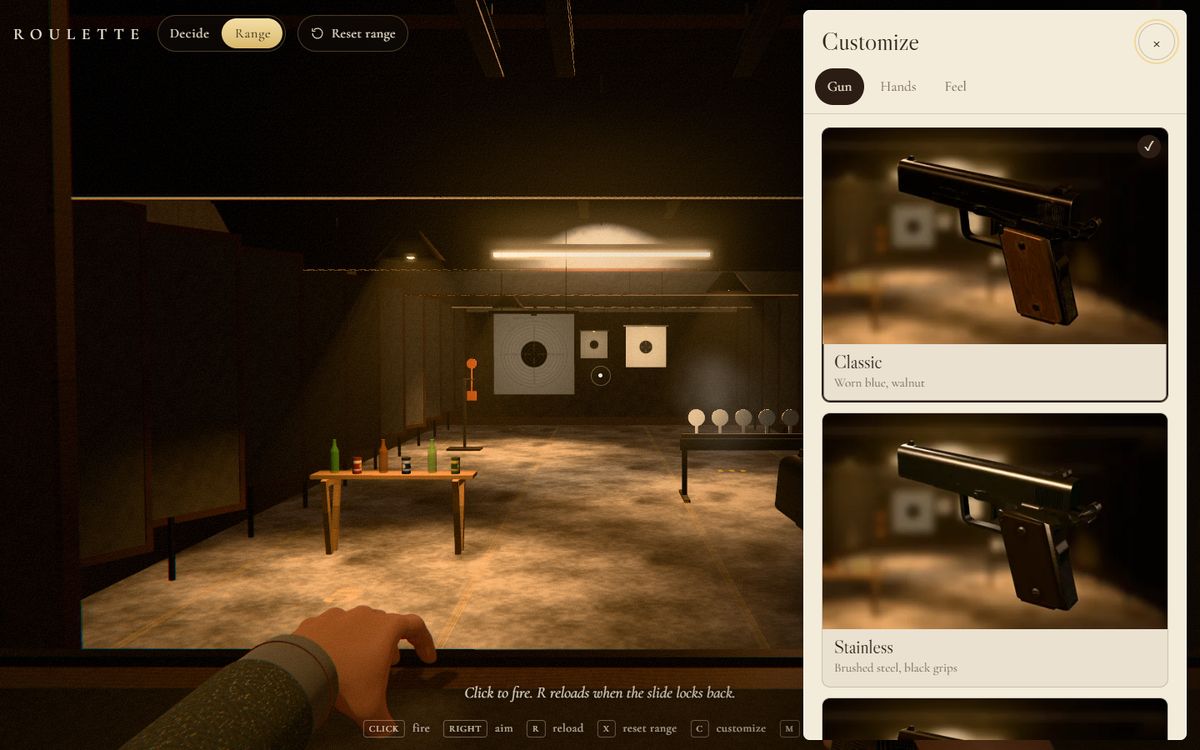 ROULETTE
Decide
Range
Reset range
Customize
×
Gun
Hands
Feel
Classic
Worn blue, walnut
Stainless
Brushed steel, black grips
Click to fire. R reloads when the slide locks back.
CLICK fire RIGHT aim R reload X reset range C customize M